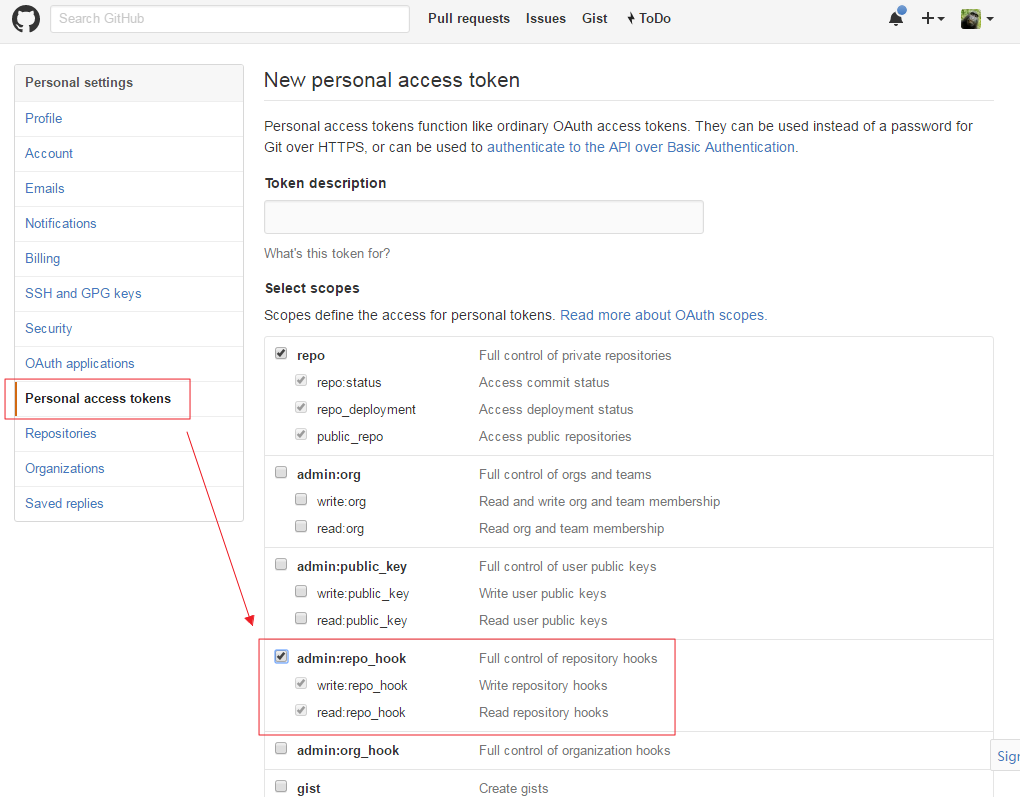 Search GitHub
Pull requests Issues Gist ToDo
Personal settings
Profile
Account
Emails
Notifications
Billing
SSH and GPG keys
Security
OAuth applications
Personal access tokens
Repositories
Organizations
Saved replies
New personal access token
Personal access tokens function like ordinary OAuth access tokens. They can be used instead of a password for
Git over HTTPS, or can be used to authenticate to the API over Basic Authentication.
Token description
What's this token for?
Select scopes
Scopes define the access for personal tokens. Read more about OAuth scopes.
repo Full control of private repositories
repo:status Access commit status
repo_deployment Access deployment status
public_repo Access public repositories
admin:org Full control of orgs and teams
write:org Read and write org and team membership
read:org Read org and team membership
admin:public_key Full control of user public keys
write:public_key Write user public keys
read:public_key Read user public keys
admin:repo_hook Full control of repository hooks
write:repo_hook Write repository hooks
read:repo_hook Read repository hooks
admin:org_hook Full control of organization hooks
Sign
gist Create gists